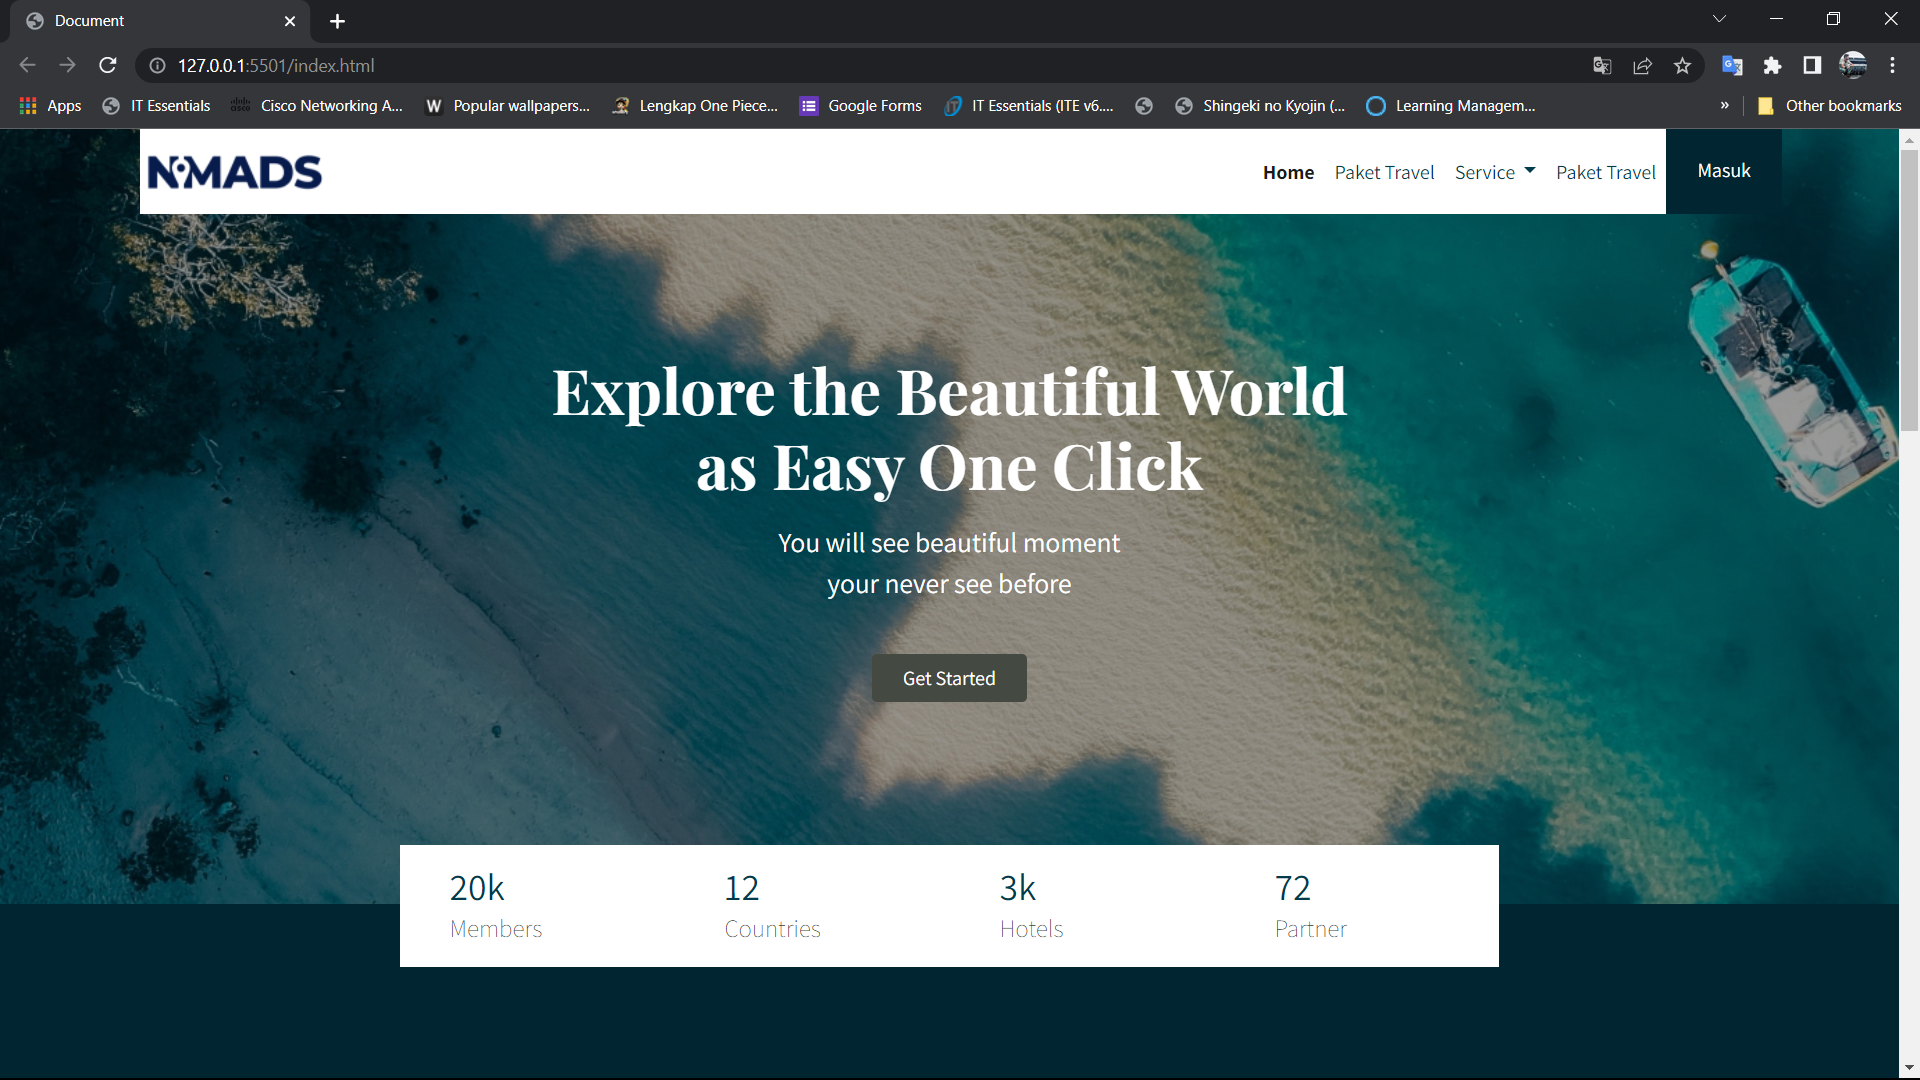 Document
127.0.0.1:5501/index.html
Apps
IT Essentials
Cisco Networking A...
Popular wallpapers...
Lengkap One Piece...
Google Forms
IT Essentials (ITE v6....
Shingeki no Kyojin (...
Learning Managem...
»
Other bookmarks
NOMADS
Home
Paket Travel
Service
Paket Travel
Masuk
Explore the Beautiful World
as Easy One Click
You will see beautiful moment
your never see before
Get Started
20k
12
3k
72
Members
Countries
Hotels
Partner